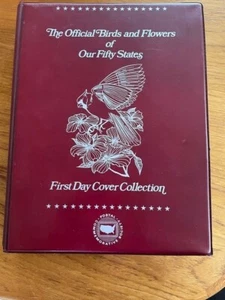 The Official Birds and Flowers
of
Our Fifty States
First Day Cover Collection